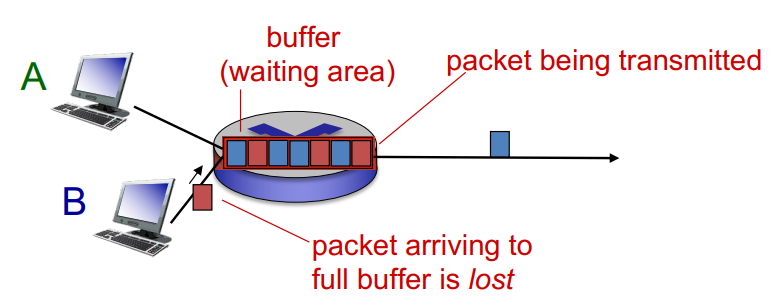 buffer
(waiting area)
packet being transmitted
A
B
packet arriving to
full buffer is lost